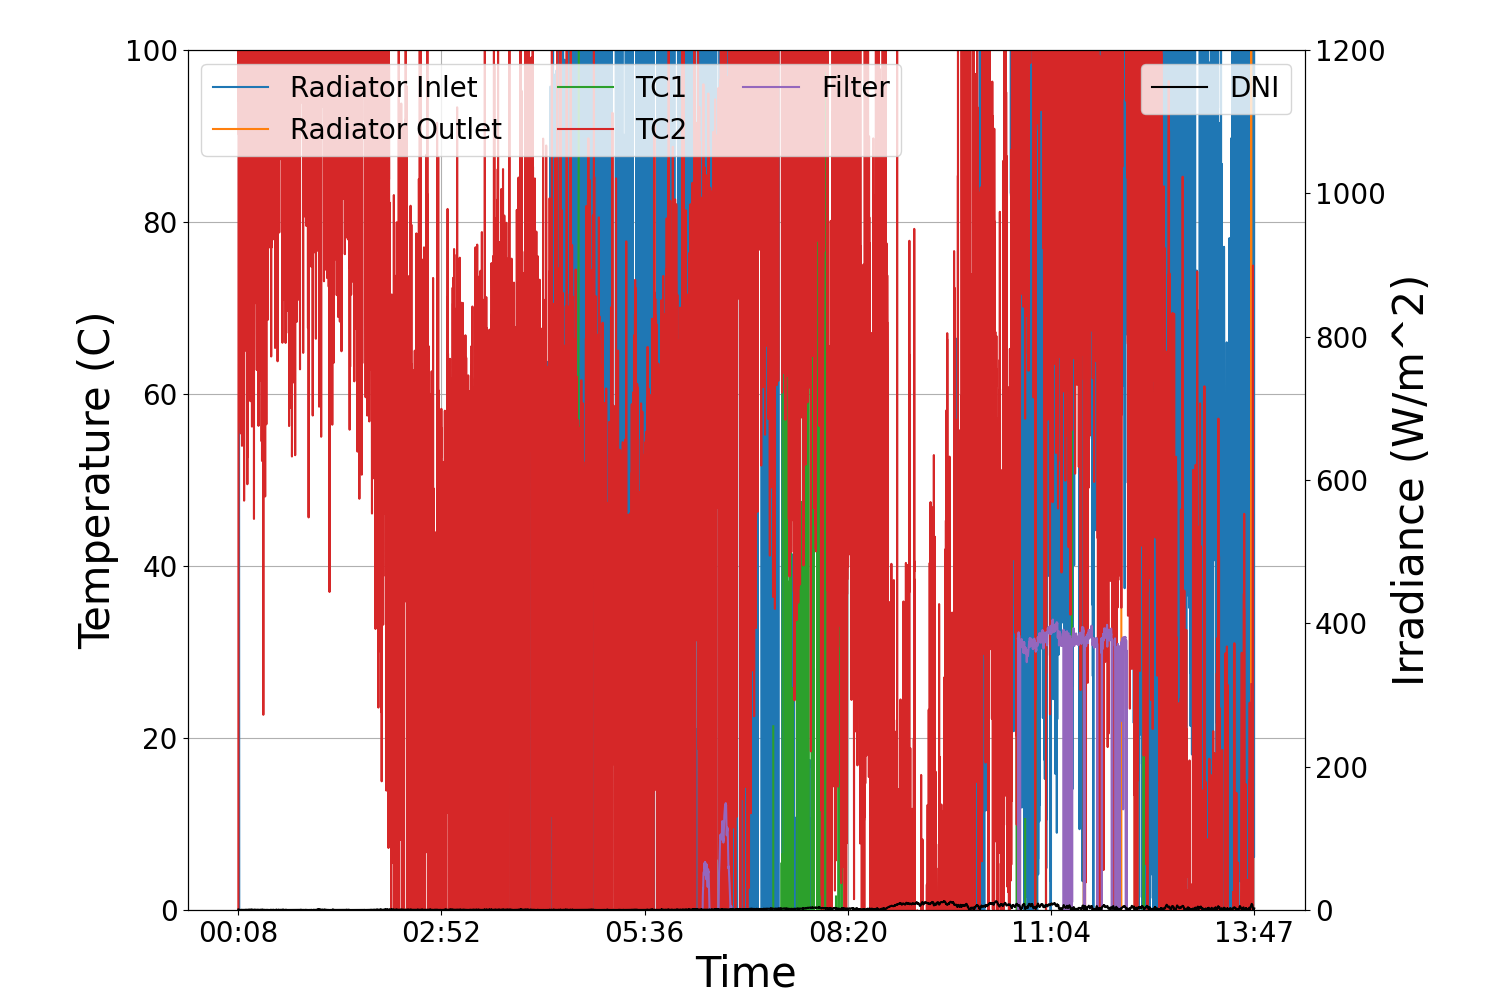 100
80
60
40
20
0
Temperature (C)
Radiator Inlet
Radiator Outlet
TC1
TC2
Filter
DNI
1200
1000
800
600
400
200
0
Irradiance (W/m^2)
00:08
02:52
05:36
08:20
11:04
13:47
Time